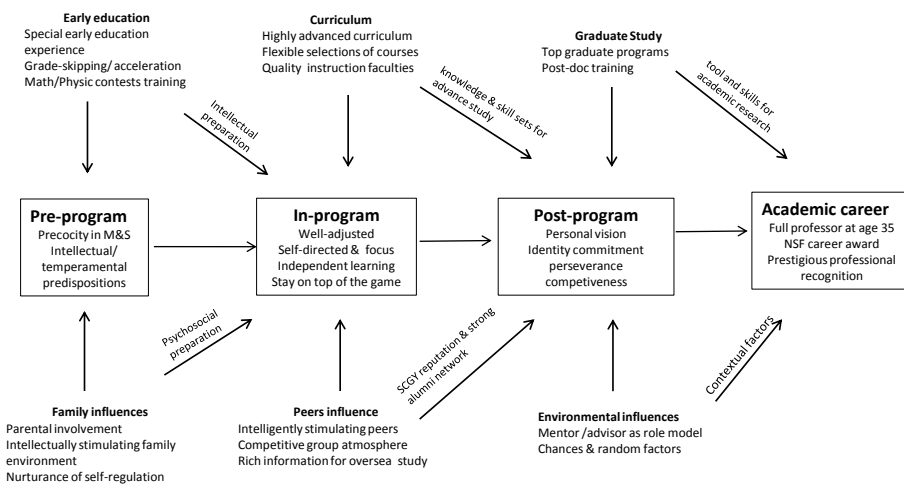 Early education
Special early education
experience
Grade-skipping/ acceleration
Math/Physic contests training
Curriculum
Highly advanced curriculum
Flexible selections of courses
Quality instruction faculties
Graduate Study
Top graduate programs
Post-doc training
Intellectual
preparation
knowledge & skill sets for
advance study
tool and skills for
academic research
Pre-program
Precocity in M&S
Intellectual/
temperamental
predispositions
In-program
Well-adjusted
Self-directed & focus
Independent learning
Stay on top of the game
Post-program
Personal vision
Identity commitment
perseverance
competiveness
Academic career
Full professor at age 35
NSF career award
Prestigious professional
recognition
Psychosocial
preparation
SCGY reputation & strong
alumni network
Contextual factors
Family influences
Parental involvement
Intellectually stimulating family
environment
Nurturance of self-regulation
Peers influence
Intelligently stimulating peers
Competitive group atmosphere
Rich information for oversea study
Environmental influences
Mentor /advisor as role model
Chances & random factors